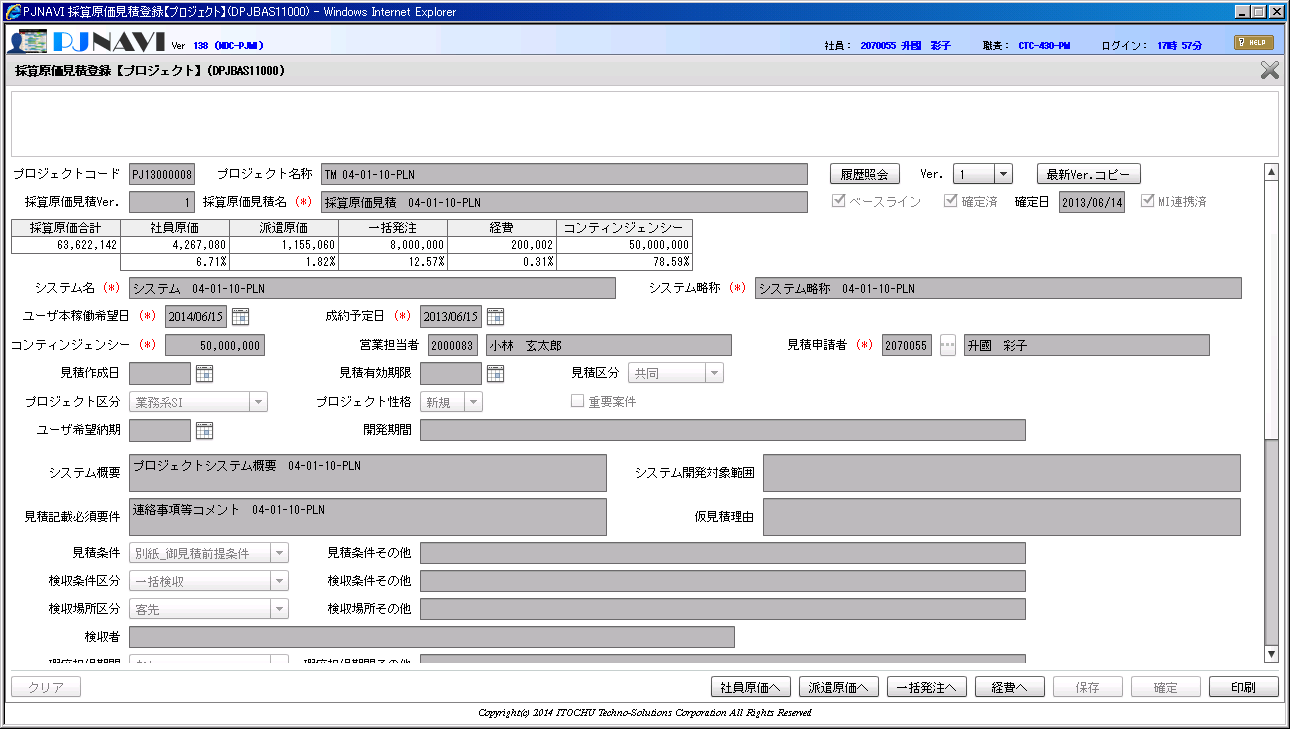 PJNAVI 採算原価見積登録【プロジェクト】(DPJBAS11000) - Windows Internet Explorer
PJNAVI Ver 138 (NDC-PJMI) 社員： 2070055 升國 彩子 職責： CTC-430-PM ログイン： 17時 57分 ? HELP
採算原価見積登録【プロジェクト】(DPJBAS11000)
プロジェクトコード PJ13000008 プロジェクト名称 TM 04-01-10-PLN 履歴照会 Ver. 1 最新Ver.コピー
採算原価見積Ver. 1 採算原価見積名 (*) 採算原価見積 04-01-10-PLN ベースライン 確定済 確定日 2013/06/14 MI連携済
採算原価合計 社員原価 派遣原価 一括発注 経費 コンティンジェンシー
63,622,142 4,267,080 1,155,060 8,000,000 200,002 50,000,000
6.71% 1.82% 12.57% 0.31% 78.59%
システム名 (*) システム 04-01-10-PLN システム略称 (*) システム略称 04-01-10-PLN
ユーザ本稼働希望日 (*) 2014/06/15 成約予定日 (*) 2013/06/15
コンティンジェンシー (*) 50,000,000 営業担当者 2000083 小林 玄太郎 見積申請者 (*) 2070055 ... 升國 彩子
見積作成日 見積有効期限 見積区分 共同
プロジェクト区分 業務系SI プロジェクト性格 新規 重要案件
ユーザ希望納期 開発期間
システム概要 プロジェクトシステム概要 04-01-10-PLN システム開発対象範囲
見積記載必須要件 連絡事項等コメント 04-01-10-PLN 仮見積理由
見積条件 別紙_御見積前提条件 見積条件その他
検収条件区分 一括検収 検収条件その他
検収場所区分 客先 検収場所その他
検収者
クリア 社員原価へ 派遣原価へ 一括発注へ 経費へ 保存 確定 印刷
Copyright(c) 2014 ITOCHU Techno-Solutions Corporation All Rights Reserved